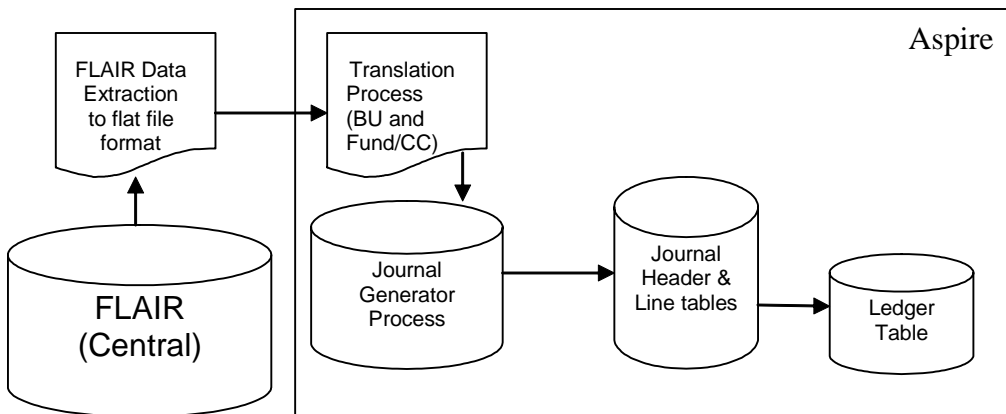 Aspire
FLAIR Data
Extraction
to flat file
format
Translation
Process
(BU and
Fund/CC)
FLAIR
(Central)
Journal
Generator
Process
Journal
Header &
Line tables
Ledger
Table